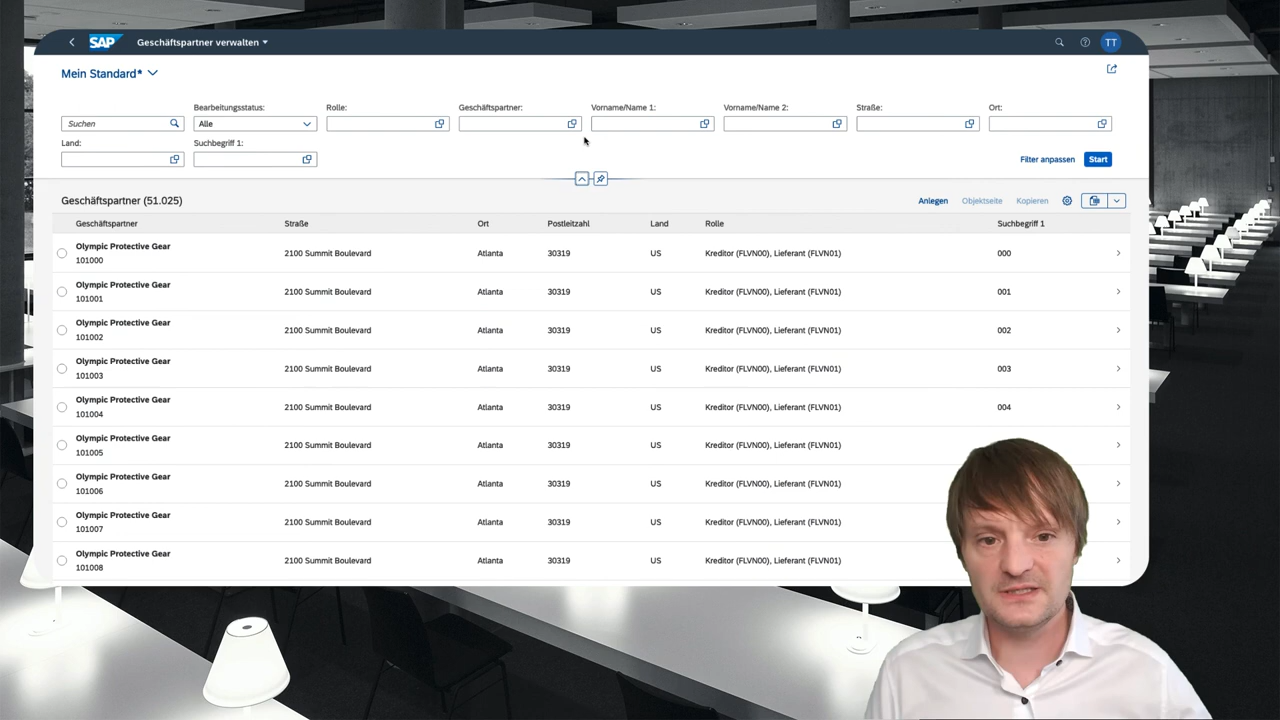 SAP Geschäftspartner verwalten TT
Mein Standard*
Bearbeitungsstatus: Rolle: Geschäftspartner: Vorname/Name 1: Vorname/Name 2: Straße: Ort:
Suchen Alle
Land: Suchbegriff 1:
Filter anpassen Start
Geschäftspartner (51.025) Anlegen Objektseite Kopieren
Geschäftspartner Straße Ort Postleitzahl Land Rolle Suchbegriff 1
Olympic Protective Gear
101000 2100 Summit Boulevard Atlanta 30319 US Kreditor (FLVN00), Lieferant (FLVN01) 000
Olympic Protective Gear
101001 2100 Summit Boulevard Atlanta 30319 US Kreditor (FLVN00), Lieferant (FLVN01) 001
Olympic Protective Gear
101002 2100 Summit Boulevard Atlanta 30319 US Kreditor (FLVN00), Lieferant (FLVN01) 002
Olympic Protective Gear
101003 2100 Summit Boulevard Atlanta 30319 US Kreditor (FLVN00), Lieferant (FLVN01) 003
Olympic Protective Gear
101004 2100 Summit Boulevard Atlanta 30319 US Kreditor (FLVN00), Lieferant (FLVN01) 004
Olympic Protective Gear
101005 2100 Summit Boulevard Atlanta 30319 US Kreditor (FLVN00), Lieferant (FLVN01)
Olympic Protective Gear
101006 2100 Summit Boulevard Atlanta 30319 US Kreditor (FLVN00), Lieferant (FLVN01)
Olympic Protective Gear
101007 2100 Summit Boulevard Atlanta 30319 US Kreditor (FLVN00), Lieferant (FLVN01)
Olympic Protective Gear
101008 2100 Summit Boulevard Atlanta 30319 US Kreditor (FLVN00), Lieferant (FLVN01)